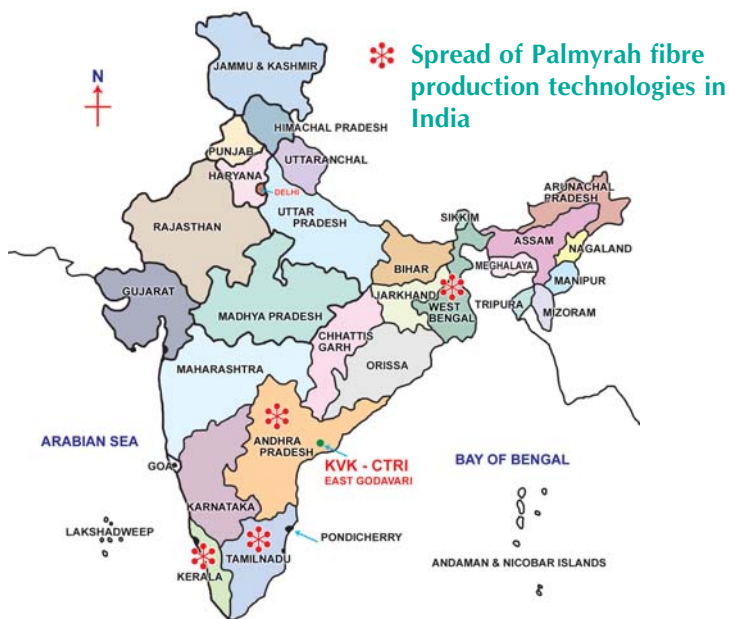 Spread of Palmyrah fibre
production technologies in
India
N
JAMMU & KASHMIR
HIMACHAL PRADESH
PUNJAB
UTTARANCHAL
HARYANA
DELHI
ARUNACHAL
PRADESH
RAJASTHAN
UTTAR
PRADESH
SIKKIM
ASSAM
NAGALAND
BIHAR
MEGHALAYA
MANIPUR
GUJARAT
JARKHAND
TRIPURA
MIZORAM
MADHYA PRADESH
WEST
BENGAL
CHHATTIS
GARH
ORISSA
MAHARASHTRA
ARABIAN SEA
ANDHRA
PRADESH
KVK - CTRI
EAST GODAVARI
BAY OF BENGAL
GOA
KARNATAKA
LAKSHADWEEP
PONDICHERRY
TAMILNADU
ANDAMAN & NICOBAR ISLANDS
KERALA